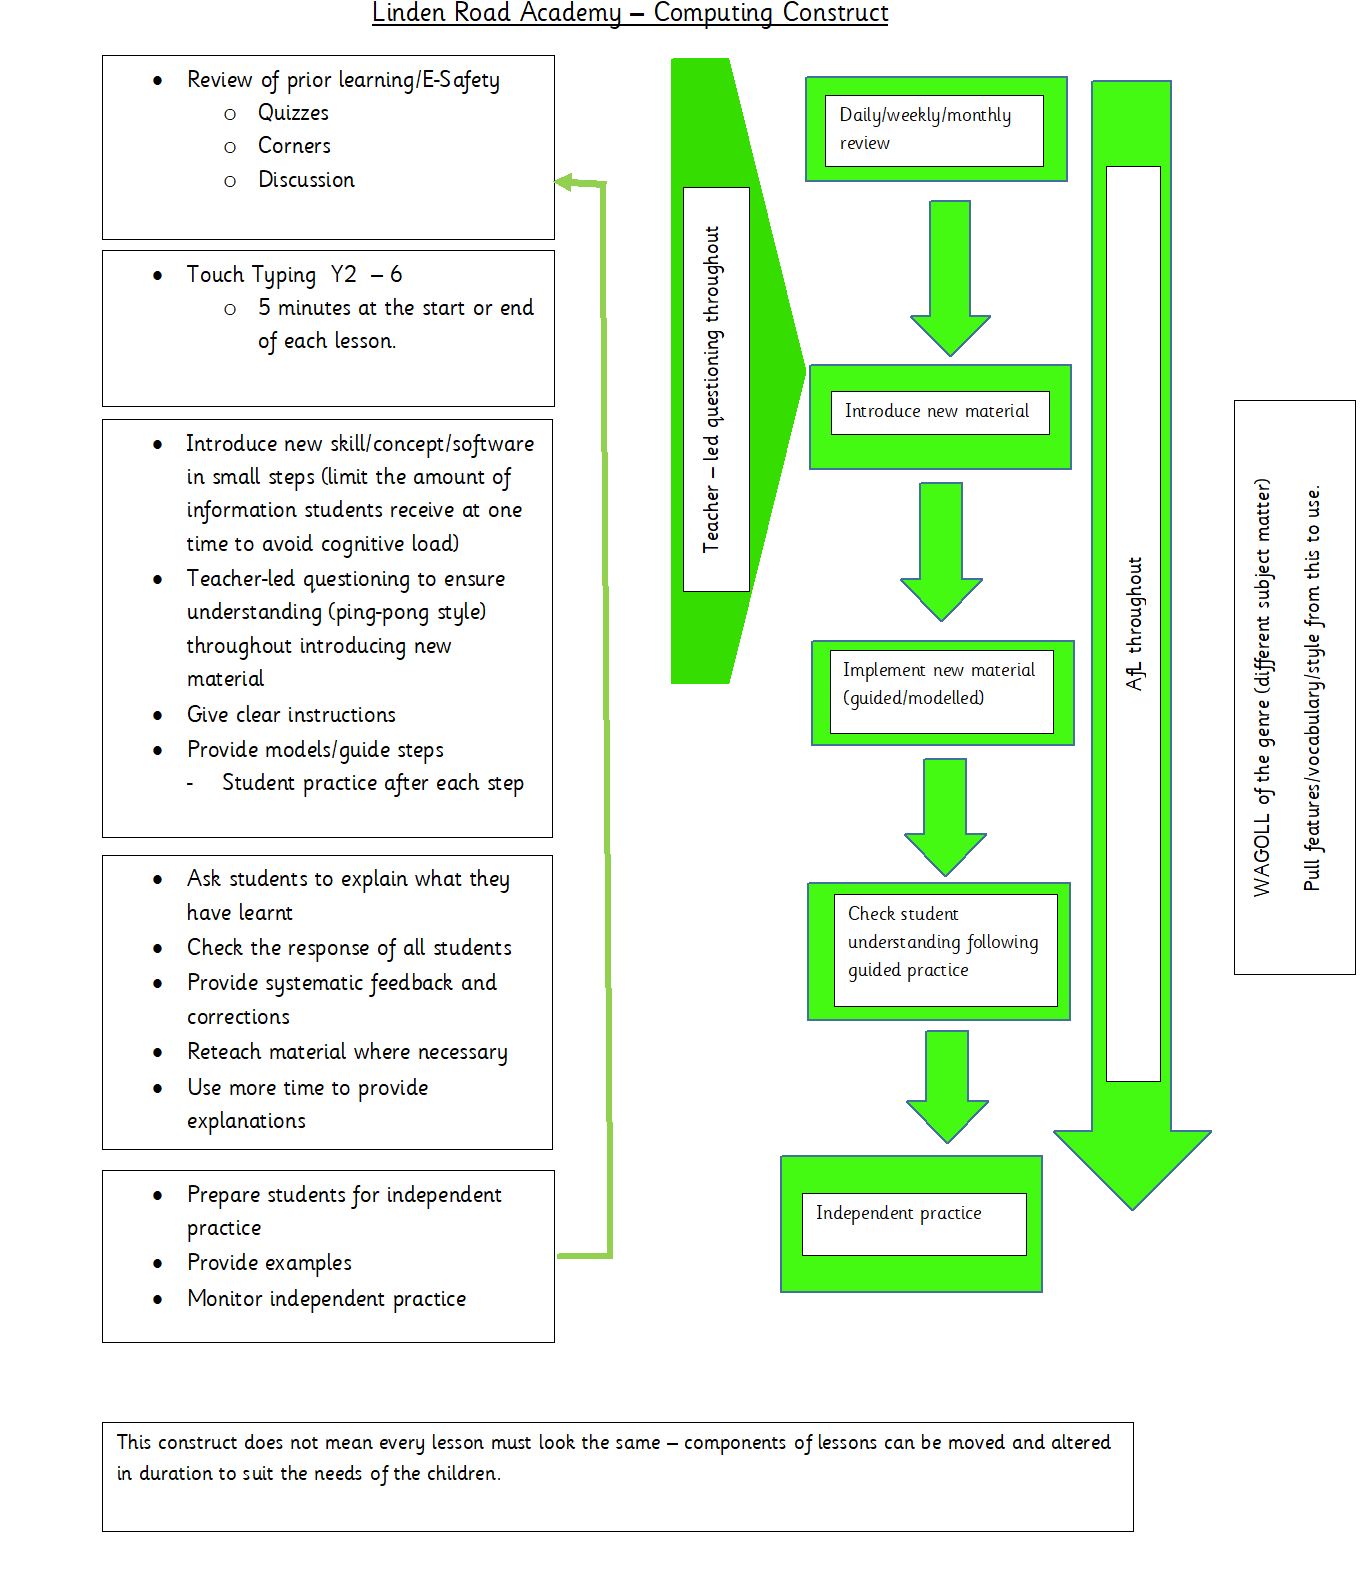 Linden Road Academy – Computing Construct
• Review of prior learning/E-Safety
o Quizzes
o Corners
o Discussion
• Touch Typing Y2 – 6
o 5 minutes at the start or end
of each lesson.
• Introduce new skill/concept/software
in small steps (limit the amount of
information students receive at one
time to avoid cognitive load)
• Teacher-led questioning to ensure
understanding (ping-pong style)
throughout introducing new
material
• Give clear instructions
• Provide models/guide steps
- Student practice after each step
• Ask students to explain what they
have learnt
• Check the response of all students
• Provide systematic feedback and
corrections
• Reteach material where necessary
• Use more time to provide
explanations
• Prepare students for independent
practice
• Provide examples
• Monitor independent practice
Teacher – led questioning throughout
Daily/weekly/monthly
review
Introduce new material
Implement new material
(guided/modelled)
Check student
understanding following
guided practice
Independent practice
AfL throughout
WAGOLL of the genre (different subject matter)
Pull features/vocabulary/style from this to use.
This construct does not mean every lesson must look the same – components of lessons can be moved and altered
in duration to suit the needs of the children.